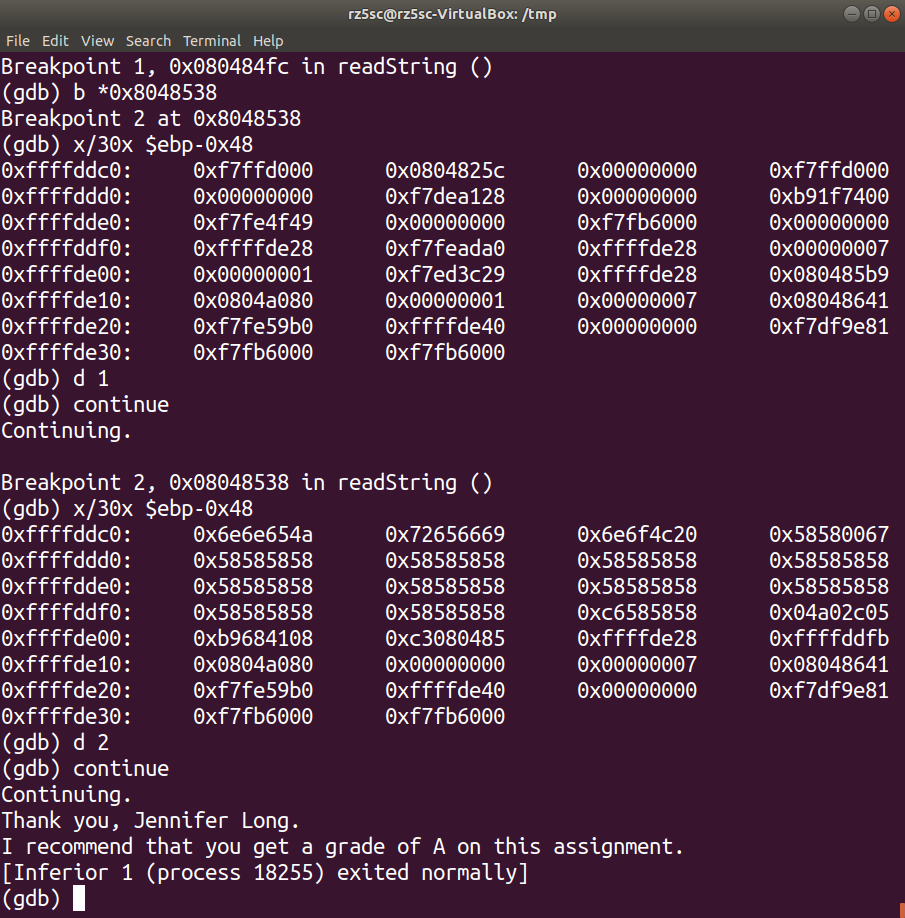 rz5sc@rz5sc-VirtualBox: /tmp
File Edit View Search Terminal Help
Breakpoint 1, 0x080484fc in readString ()
(gdb) b *0x8048538
Breakpoint 2 at 0x8048538
(gdb) x/30x $ebp-0x48
0xffffddc0: 0xf7ffd000 0x0804825c 0x00000000 0xf7ffd000
0xffffddd0: 0x00000000 0xf7dea128 0x00000000 0xb91f7400
0xffffdde0: 0xf7fe4f49 0x00000000 0xf7fb6000 0x00000000
0xffffddf0: 0xffffde28 0xf7feada0 0xffffde28 0x00000007
0xffffde00: 0x00000001 0xf7ed3c29 0xffffde28 0x080485b9
0xffffde10: 0x0804a080 0x00000001 0x00000007 0x08048641
0xffffde20: 0xf7fe59b0 0xffffde40 0x00000000 0xf7df9e81
0xffffde30: 0xf7fb6000 0xf7fb6000
(gdb) d 1
(gdb) continue
Continuing.
Breakpoint 2, 0x08048538 in readString ()
(gdb) x/30x $ebp-0x48
0xffffddc0: 0x6e6e654a 0x72656669 0x6e6f4c20 0x58580067
0xffffddd0: 0x58585858 0x58585858 0x58585858 0x58585858
0xffffdde0: 0x58585858 0x58585858 0x58585858 0x58585858
0xffffddf0: 0x58585858 0x58585858 0xc6585858 0x04a02c05
0xffffde00: 0xb9684108 0xc3080485 0xffffde28 0xffffddfb
0xffffde10: 0x0804a080 0x00000000 0x00000007 0x08048641
0xffffde20: 0xf7fe59b0 0xffffde40 0x00000000 0xf7df9e81
0xffffde30: 0xf7fb6000 0xf7fb6000
(gdb) d 2
(gdb) continue
Continuing.
Thank you, Jennifer Long.
I recommend that you get a grade of A on this assignment.
[Inferior 1 (process 18255) exited normally]
(gdb)